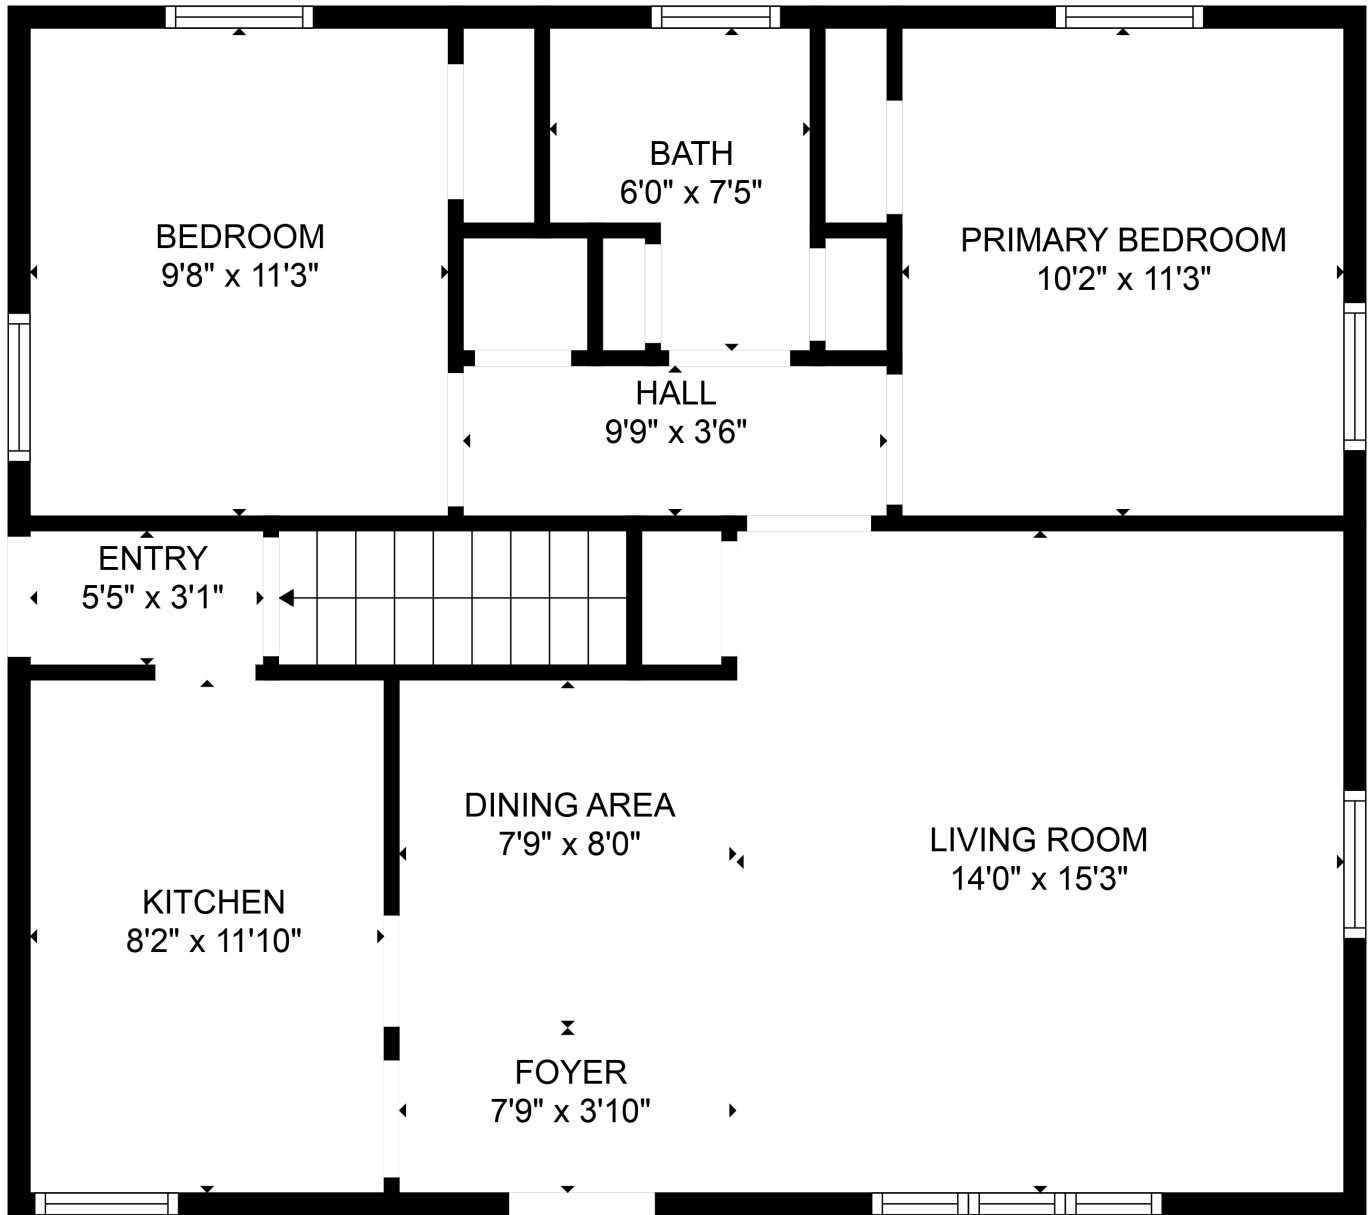 BATH
6'0" x 7'5"
BEDROOM
9'8" x 11'3"
PRIMARY BEDROOM
10'2" x 11'3"
HALL
9'9" x 3'6"
ENTRY
5'5" x 3'1"
DINING AREA
7'9" x 8'0"
LIVING ROOM
14'0" x 15'3"
KITCHEN
8'2" x 11'10"
FOYER
7'9" x 3'10"